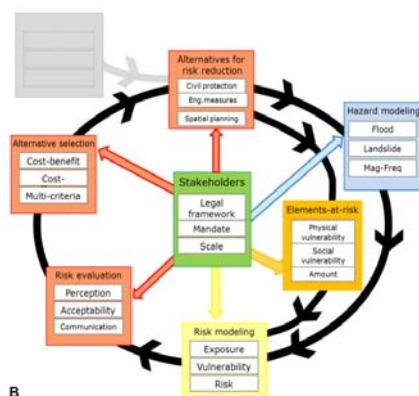 Alternatives for
risk reduction
Civil protection
Eng.measures
Spatial planning
Hazard modeling
Flood
Landslide
Mag-Freq
Alternative selection
Cost-benefit
Cost-
Multi-criteria
Stakeholders
Legal
framework
Mandate
Scale
Elements-at-risk
Physical
vulnerability
Social
vulnerability
Amount
Risk evaluation
Perception
Acceptability
Communication
Risk modeling
Exposure
Vulnerability
Risk
B